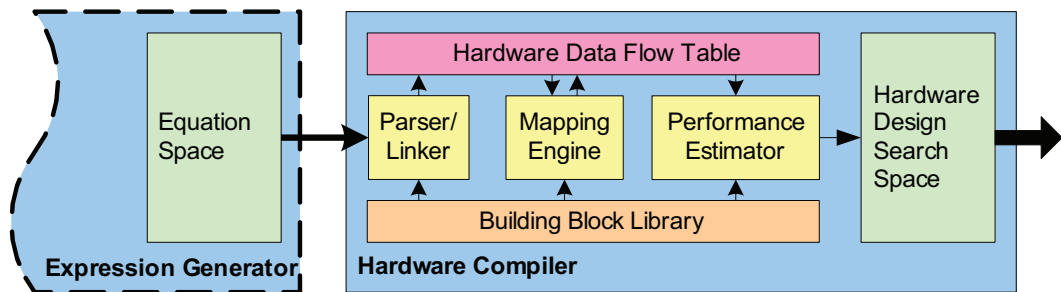 Equation
Space
Expression Generator
Hardware Data Flow Table
Parser/
Linker
Mapping
Engine
Performance
Estimator
Building Block Library
Hardware
Design
Search
Space
Hardware Compiler